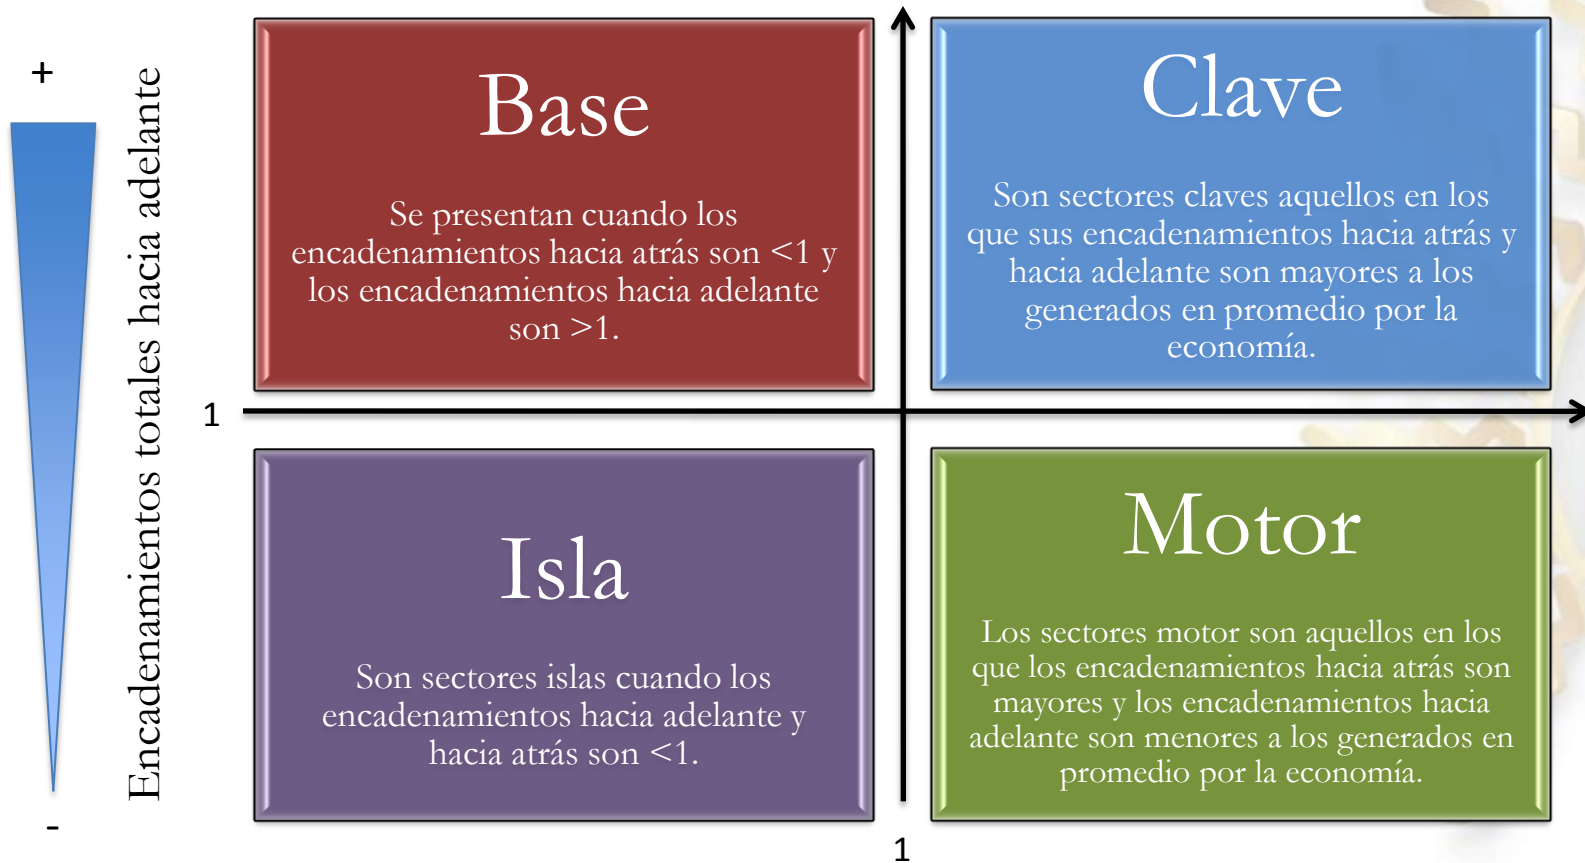 +
Encadenamientos totales hacia adelante
-
Base
Se presentan cuando los
encadenamientos hacia atrás son <1 y
los encadenamientos hacia adelante
son >1.
Clave
Son sectores claves aquellos en los
que sus encadenamientos hacia atrás y
hacia adelante son mayores a los
generados en promedio por la
economía.
1
Isla
Son sectores islas cuando los
encadenamientos hacia adelante y
hacia atrás son <1.
Motor
Los sectores motor son aquellos en los
que los encadenamientos hacia atrás son
mayores y los encadenamientos hacia
adelante son menores a los generados en
promedio por la economía.
1